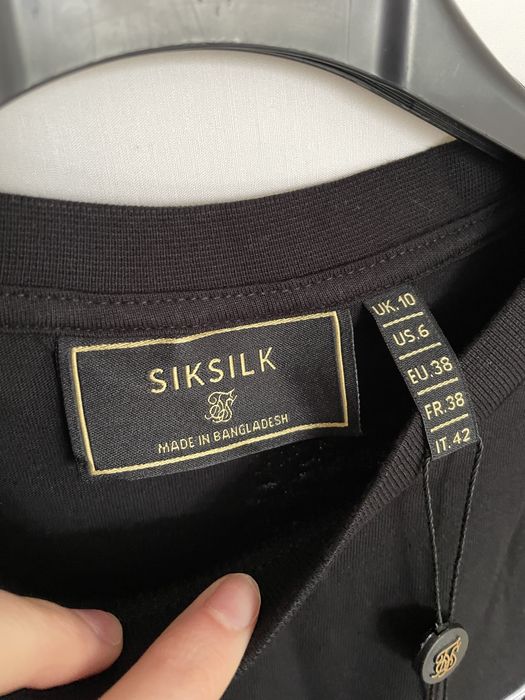 SIKSILK
MADE IN BANGLADESH
UK.10
US.6
EU.38
FR.38
IT.42